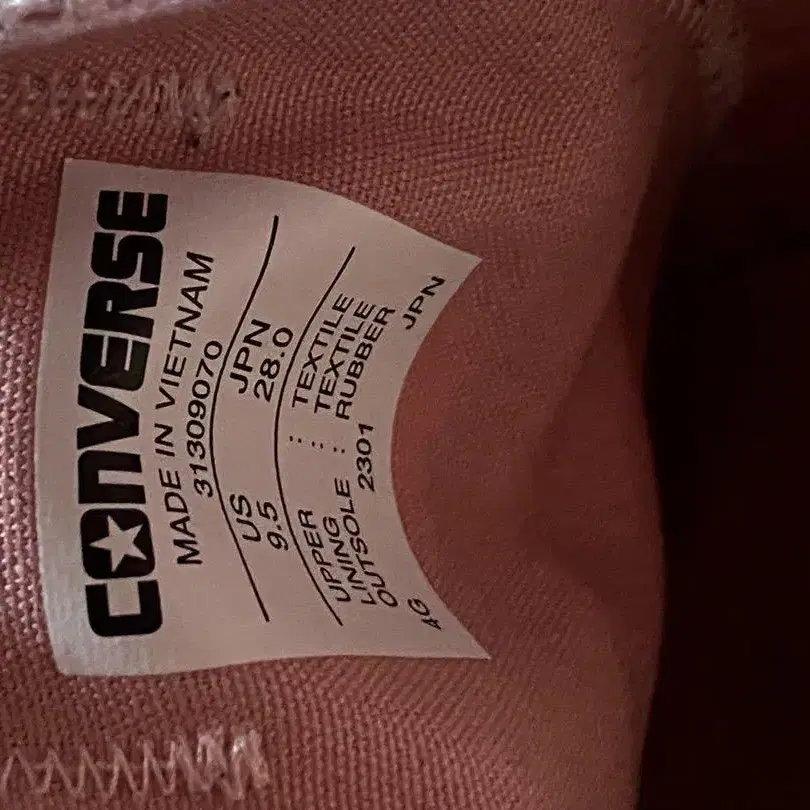 CONVERSE
MADE IN VIETNAM
31309070
US JPN
9.5 28.0
UPPER : TEXTILE
LINING : TEXTILE
OUTSOLE : RUBBER
2301
AG JPN